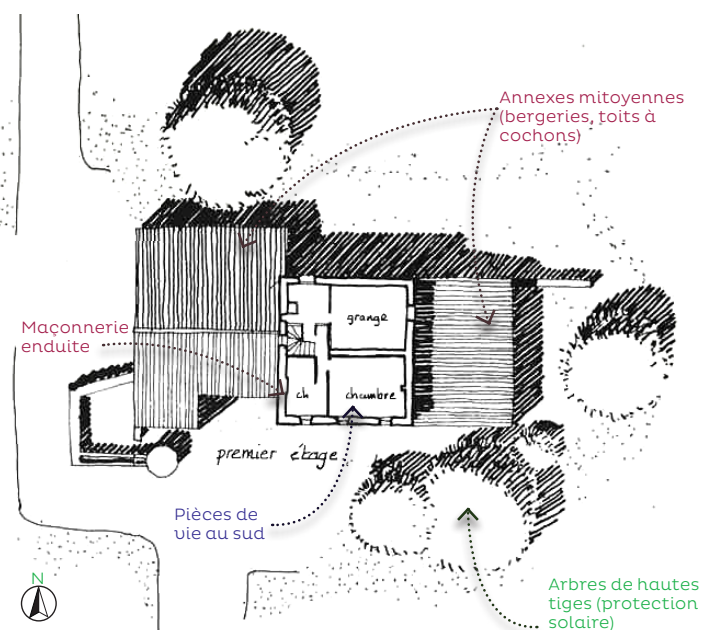 Annexes mitoyennes
(bergeries, toits à
cochons)
grange
Maçonnerie
enduite
ch
chambre
premier étage
Pièces de
vie au sud
N
Arbres de hautes
tiges (protection
solaire)